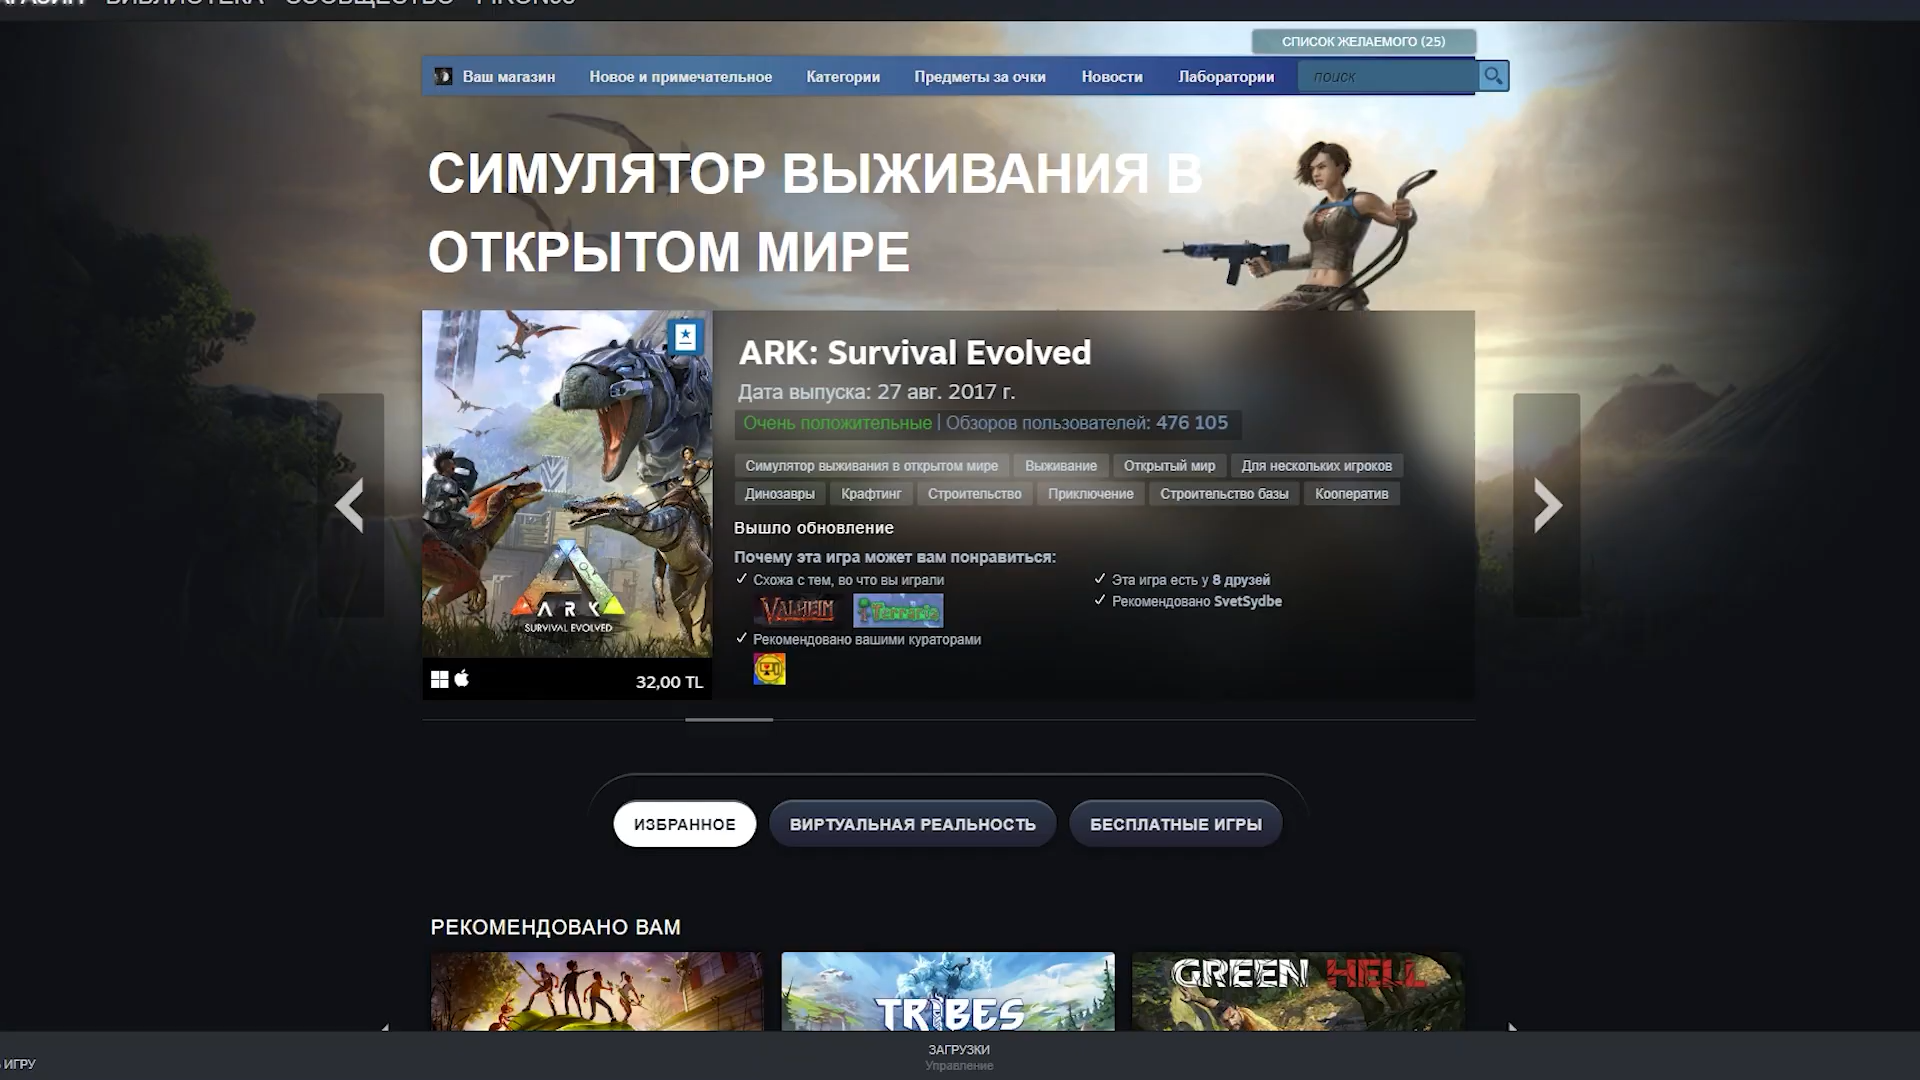 БИБЛИОТЕКА СООБЩЕСТВО
СПИСОК ЖЕЛАЕМОГО (25)
Ваш магазин Новое и примечательное Категории Предметы за очки Новости Лаборатории поиск
СИМУЛЯТОР ВЫЖИВАНИЯ В
ОТКРЫТОМ МИРЕ
ARK: Survival Evolved
Дата выпуска: 27 авг. 2017 г.
Очень положительные | Обзоров пользователей: 476 105
Симулятор выживания в открытом мире Выживание Открытый мир Для нескольких игроков
Динозавры Крафтинг Строительство Приключение Строительство базы Кооператив
Вышло обновление
Почему эта игра может вам понравиться:
Схожа с тем, во что вы играли
VALHEIM Terraria
Рекомендовано вашими кураторами
Эта игра есть у 8 друзей
Рекомендовано SvetSydbe
ARK
SURVIVAL EVOLVED
32,00 TL
ИЗБРАННОЕ ВИРТУАЛЬНАЯ РЕАЛЬНОСТЬ БЕСПЛАТНЫЕ ИГРЫ
РЕКОМЕНДОВАНО ВАМ
TRIBES
GREEN HELL
ИГРУ
ЗАГРУЗКИ
Управление